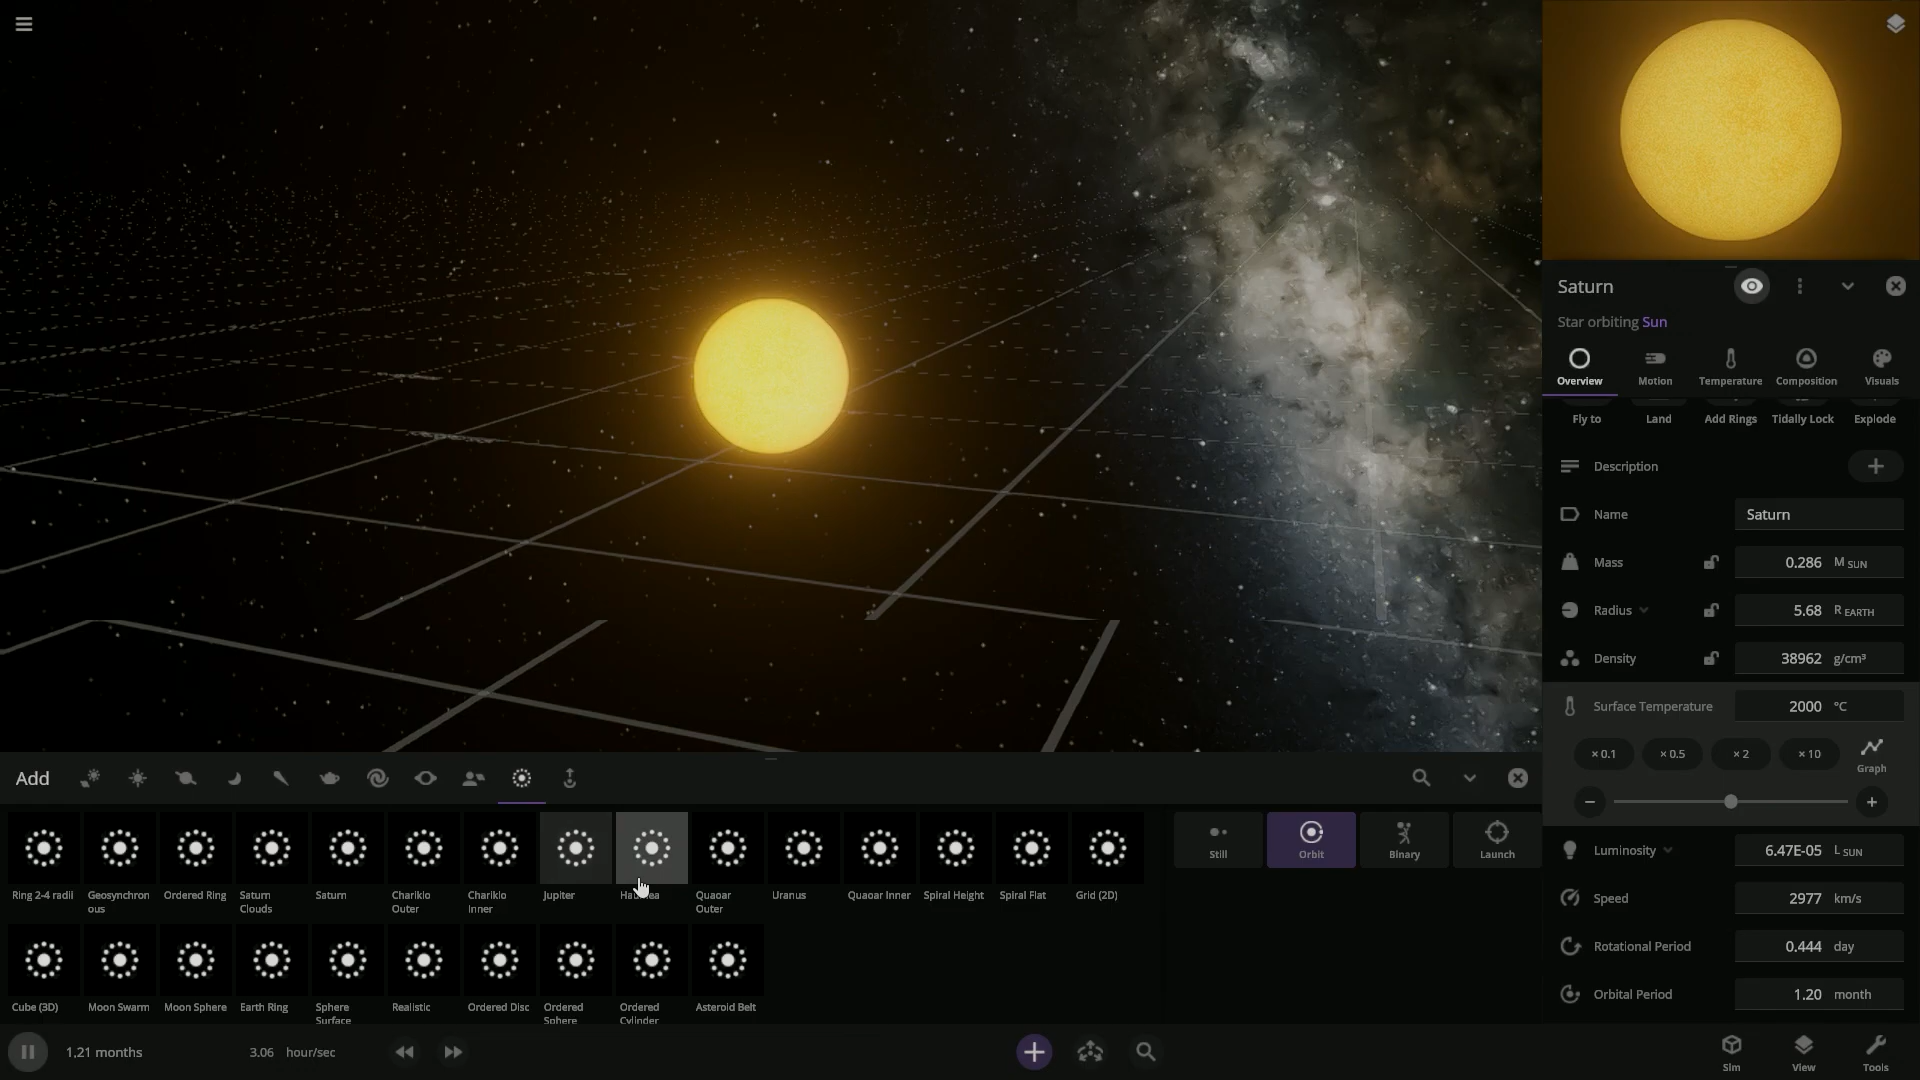 Saturn
Star orbiting Sun
Overview
Motion
Temperature
Composition
Visuals
Fly to
Land
Add Rings
Tidally Lock
Explode
Description
Name
Saturn
Mass
0.286 M SUN
Radius
5.68 R EARTH
Density
38962 g/cm³
Surface Temperature
2000 °C
× 0.1
× 0.5
× 2
× 10
Graph
Luminosity
6.47E-05 L SUN
Speed
2977 km/s
Rotational Period
0.444 day
Orbital Period
1.20 month
Add
Ring 2-4 radii
Geosynchron
ous
Ordered Ring
Saturn
Clouds
Saturn
Chariklo
Outer
Chariklo
Inner
Jupiter
Quaoar
Outer
Uranus
Quaoar Inner
Spiral Height
Spiral Flat
Grid (2D)
Still
Orbit
Binary
Launch
Cube (3D)
Moon Swarm
Moon Sphere
Earth Ring
Sphere
Surface
Realistic
Ordered Disc
Ordered
Sphere
Ordered
Cylinder
Asteroid Belt
1.21 months
3.06 hour/sec
Sim
View
Tools